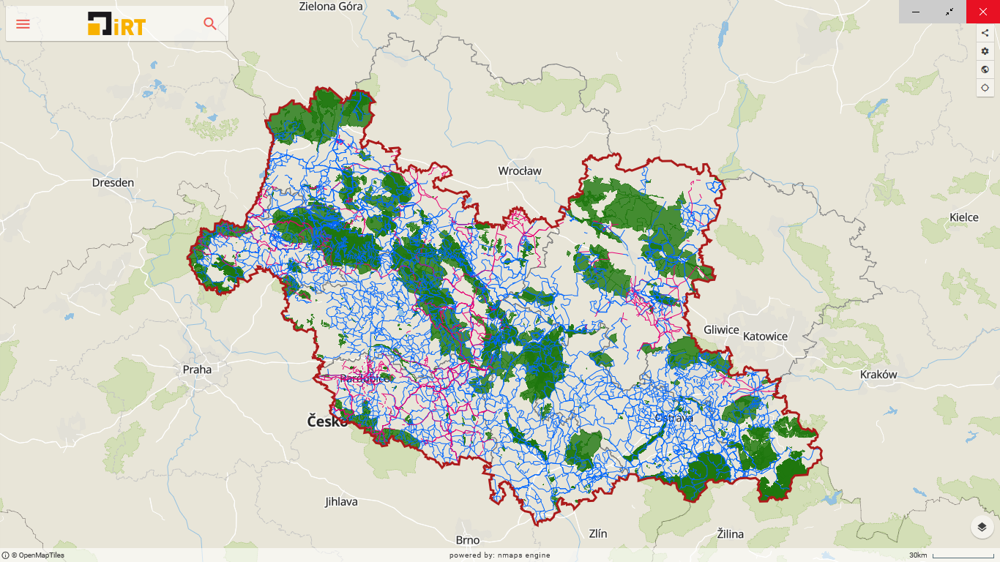 Zielona Góra
iRT
Wrocław
Dresden
Kielce
Gliwice
Katowice
Praha
Pardubice
Kraków
Ostrava
Česko
Jihlava
Zlín
Žilina
Brno
© OpenMapTiles
powered by: nmaps engine
30km